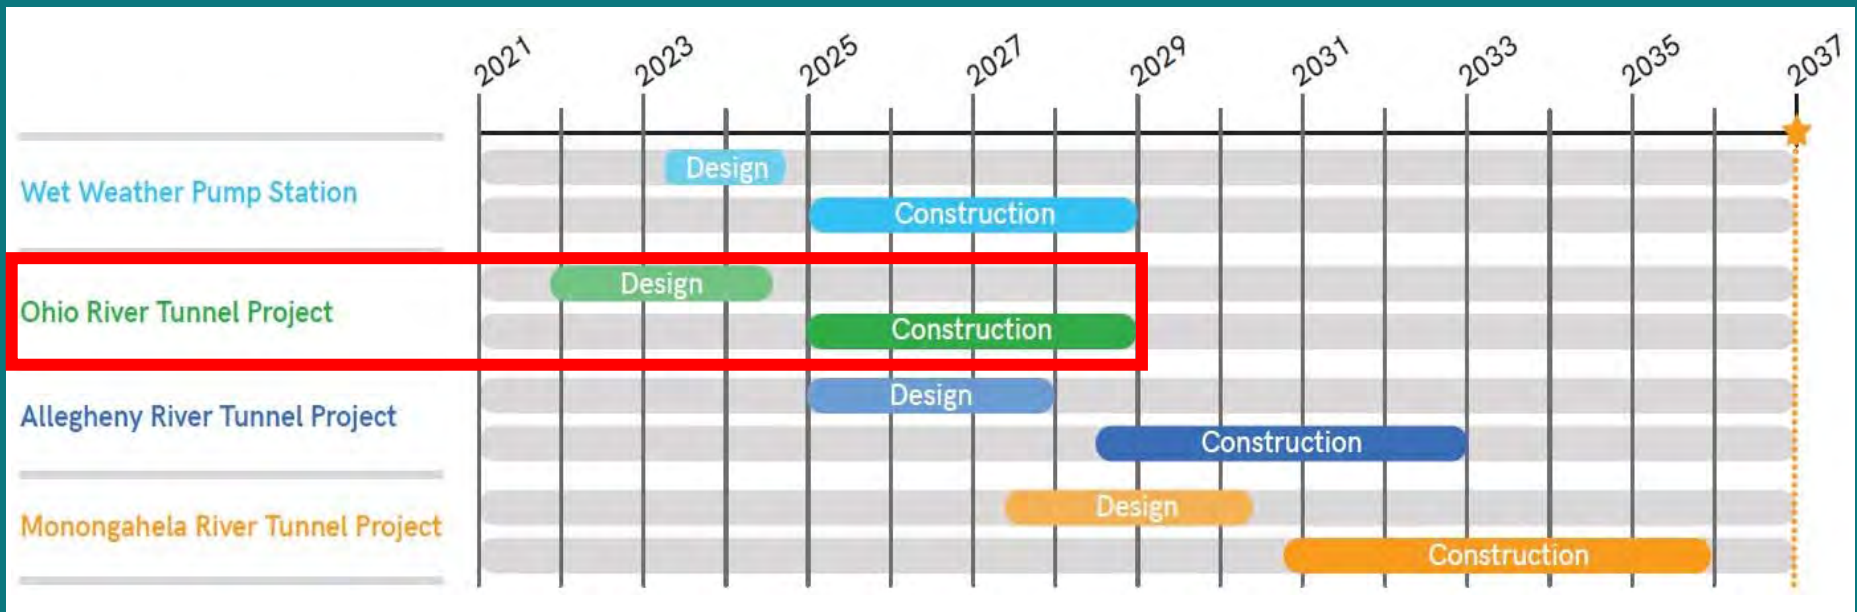 2021 2023 2025 2027 2029 2031 2033 2035 2037
Design
Wet Weather Pump Station
Construction
Design
Ohio River Tunnel Project
Construction
Design
Allegheny River Tunnel Project
Construction
Design
Monongahela River Tunnel Project
Construction